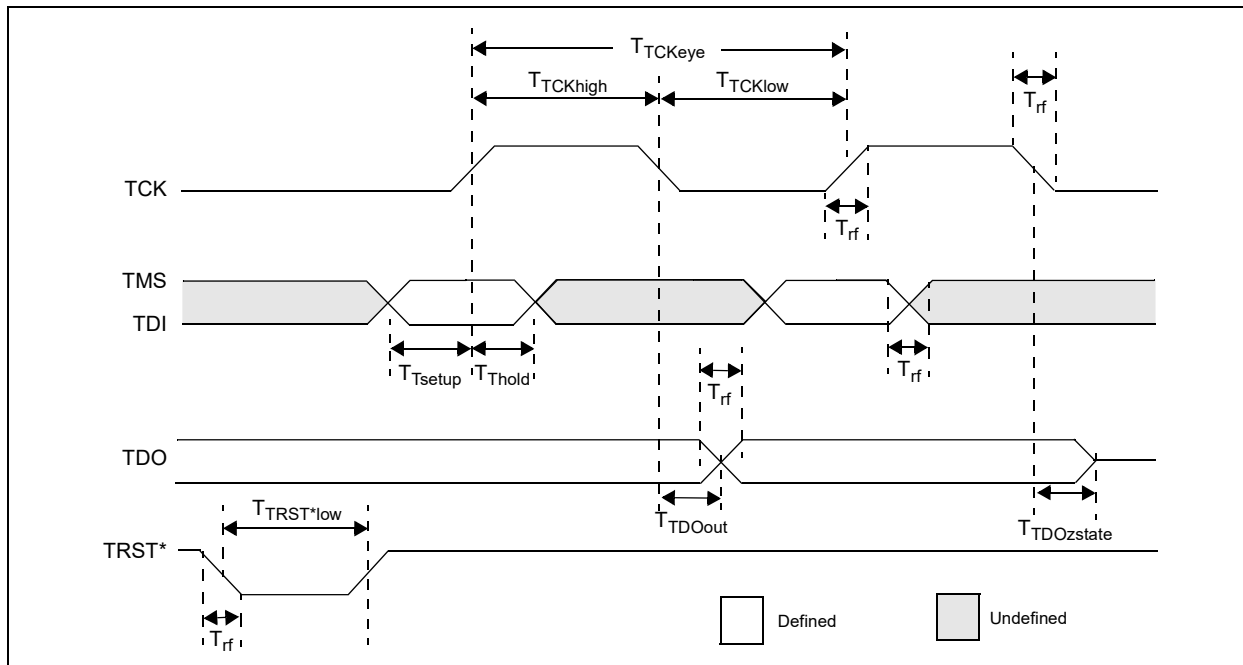 TTCKeye
TTCKhigh
TTCKlow
Trf
TCK
Trf
TMS
TDI
TTsetup
TThold
Trf
Trf
TDO
TTRST*low
TTDOout
TTDOzstate
TRST*
Trf
Defined
Undefined